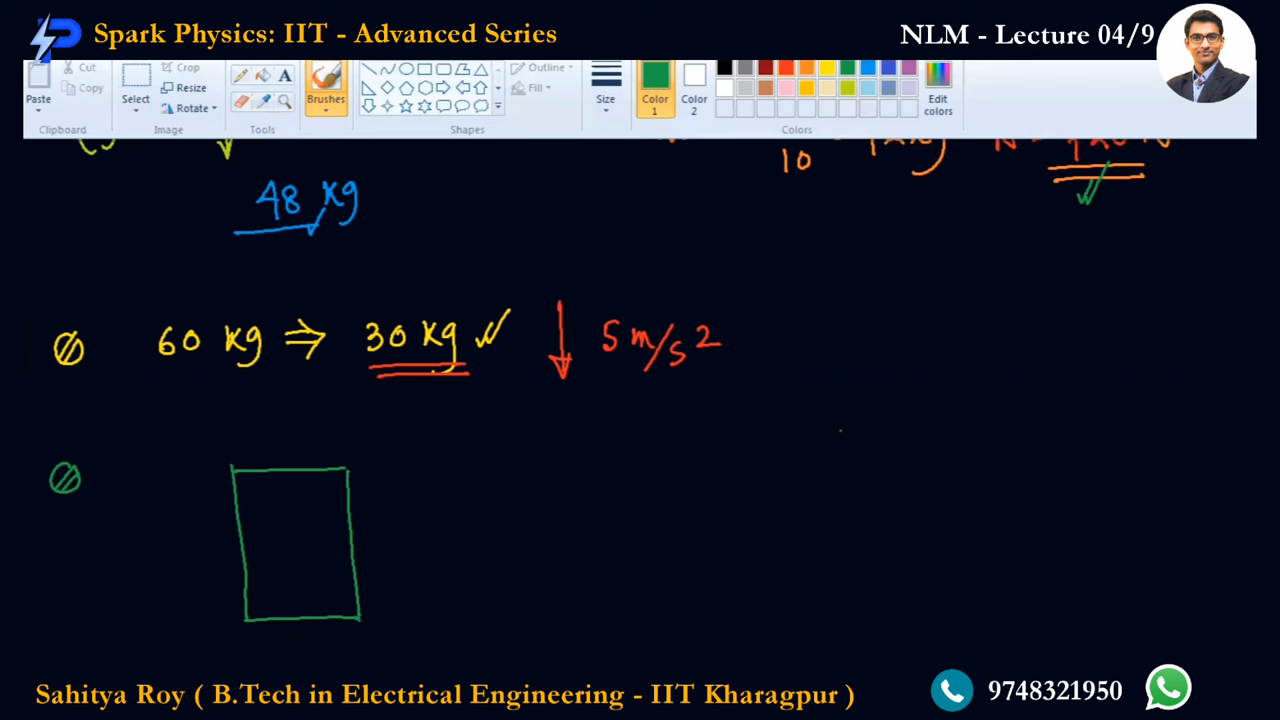 Spark Physics: IIT - Advanced Series
NLM - Lecture 04/9
Paste
Cut
Copy
Clipboard
Select
Crop
Resize
Rotate
Image
Tools
Brushes
Outline
Fill
Shapes
Size
Color 1
Color 2
Edit colors
Colors
10
48 kg
60 kg ⇒ 30 kg ↓ 5 m/s 2
Sahitya Roy ( B.Tech in Electrical Engineering - IIT Kharagpur )
9748321950